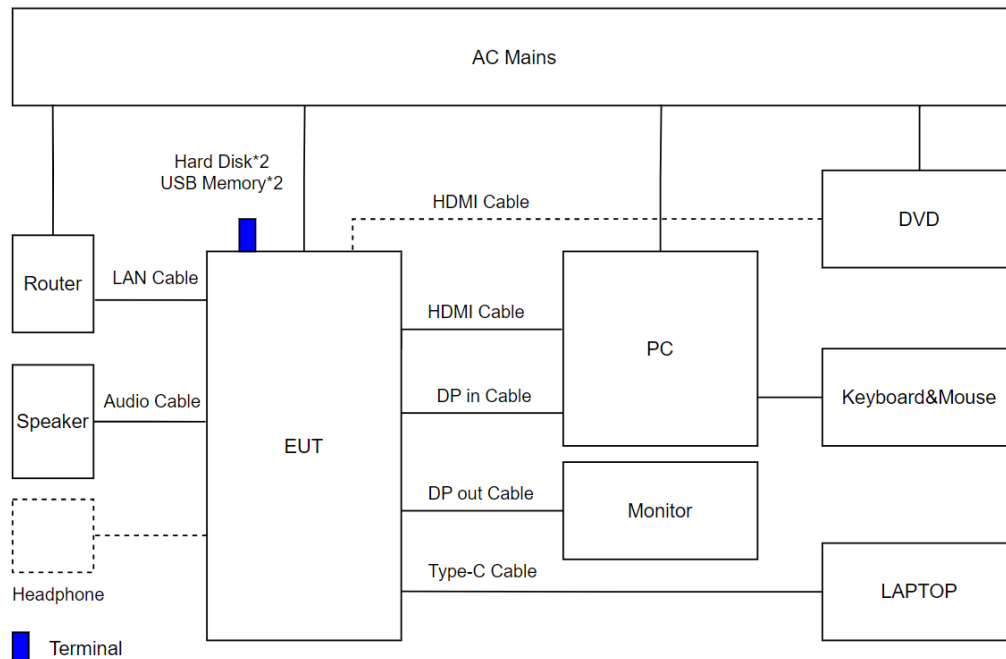 AC Mains
Hard Disk*2
USB Memory*2
HDMI Cable
DVD
Router
LAN Cable
HDMI Cable
PC
Speaker
Audio Cable
DP in Cable
Keyboard&Mouse
EUT
DP out Cable
Monitor
Headphone
Type-C Cable
LAPTOP
Terminal